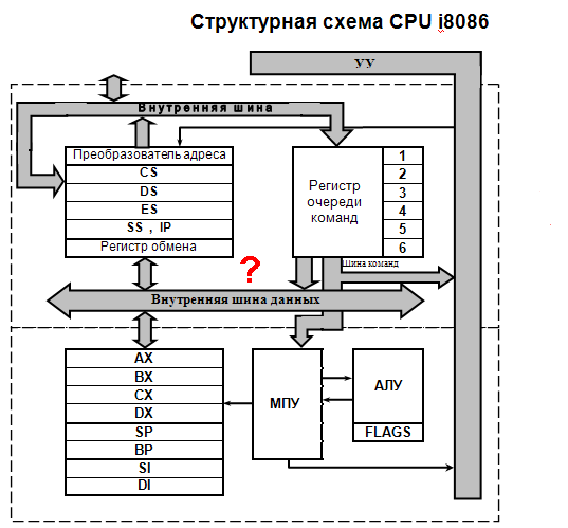 Структурная схема CPU i8086
УУ
Внутренняя шина
Преобразователь адреса
CS
DS
ES
SS , IP
Регистр обмена
Регистр
очереди
команд
1
2
3
4
5
6
?
Шина команд
Внутренняя шина данных
AX
BX
CX
DX
SP
BP
SI
DI
МПУ
АЛУ
FLAGS